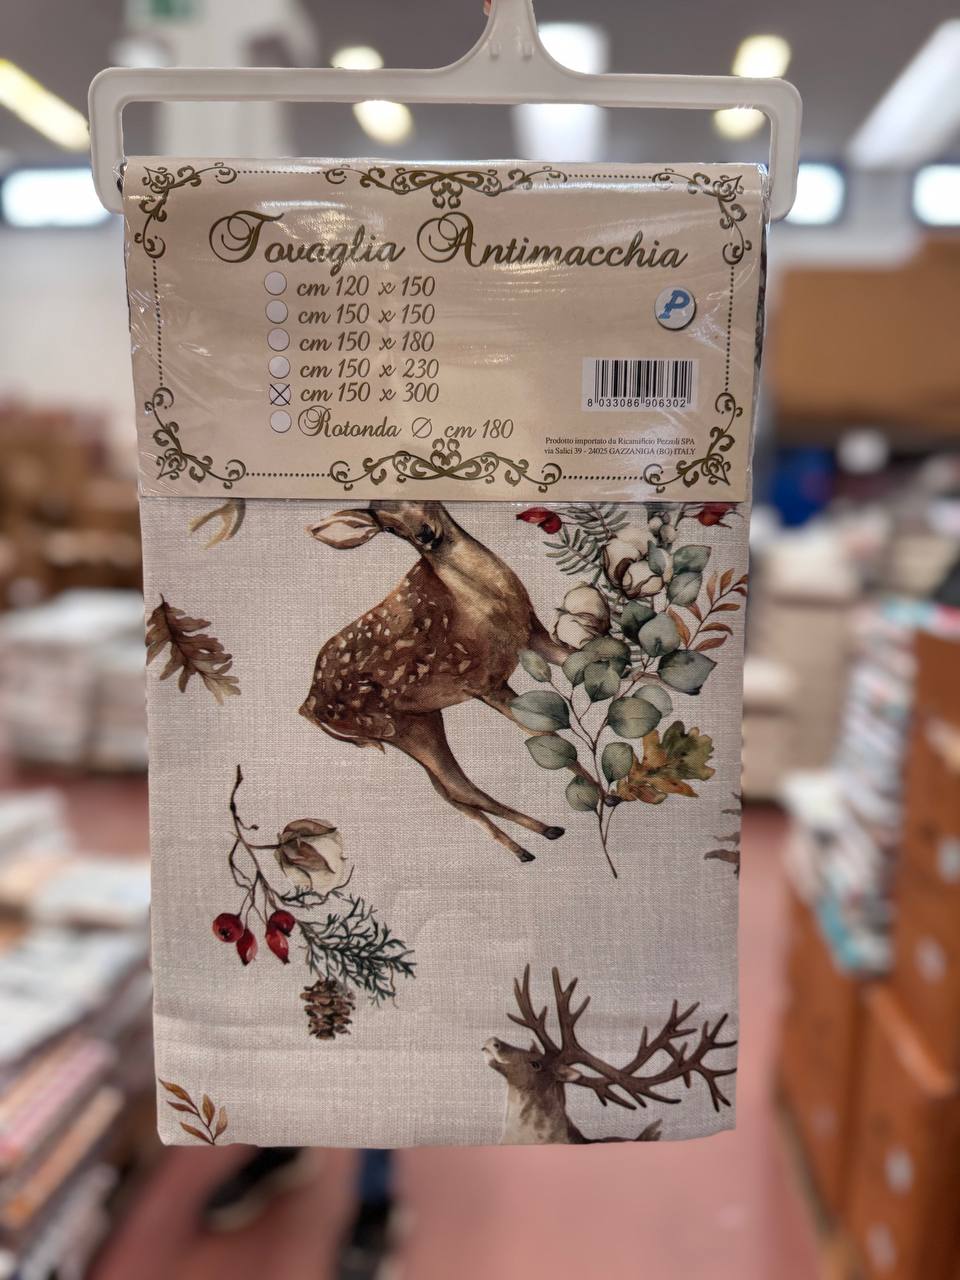 Tovaglia Antimacchia
cm 120 x 150
cm 150 x 150
cm 150 x 180
cm 150 x 230
cm 150 x 300
Rotonda Ø cm 180
P
8 033086 906302
Prodotto importato da Ricamificio Pezzoli SPA
via Salici 39 - 24025 GAZZANIGA (BG) ITALY